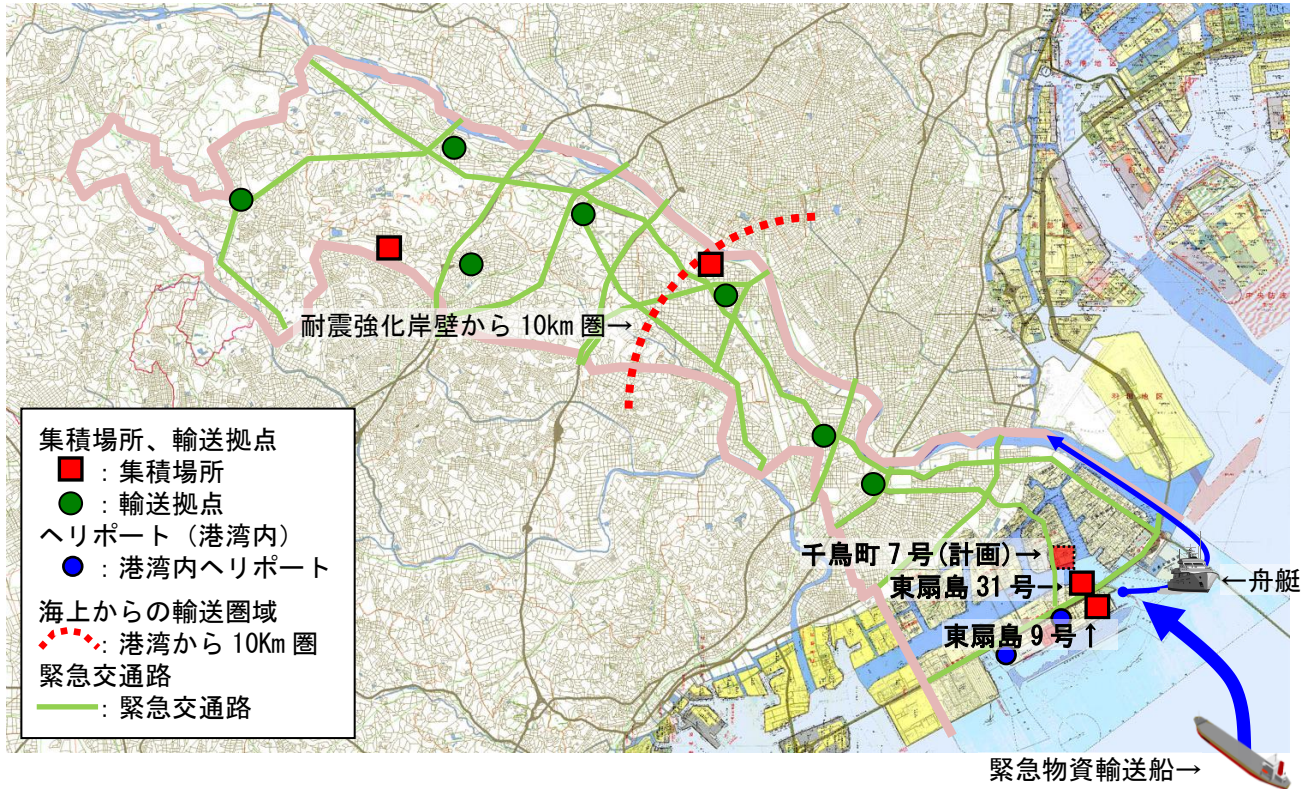 耐震強化岸壁から 10km 圏→
集積場所、輸送拠点
：集積場所
：輸送拠点
ヘリポート（港湾内）
：港湾内ヘリポート
海上からの輸送圏域
：港湾から 10Km 圏
緊急交通路
：緊急交通路
千鳥町 7 号(計画)→
東扇島 31 号→
東扇島 9 号↑
←舟艇
緊急物資輸送船→